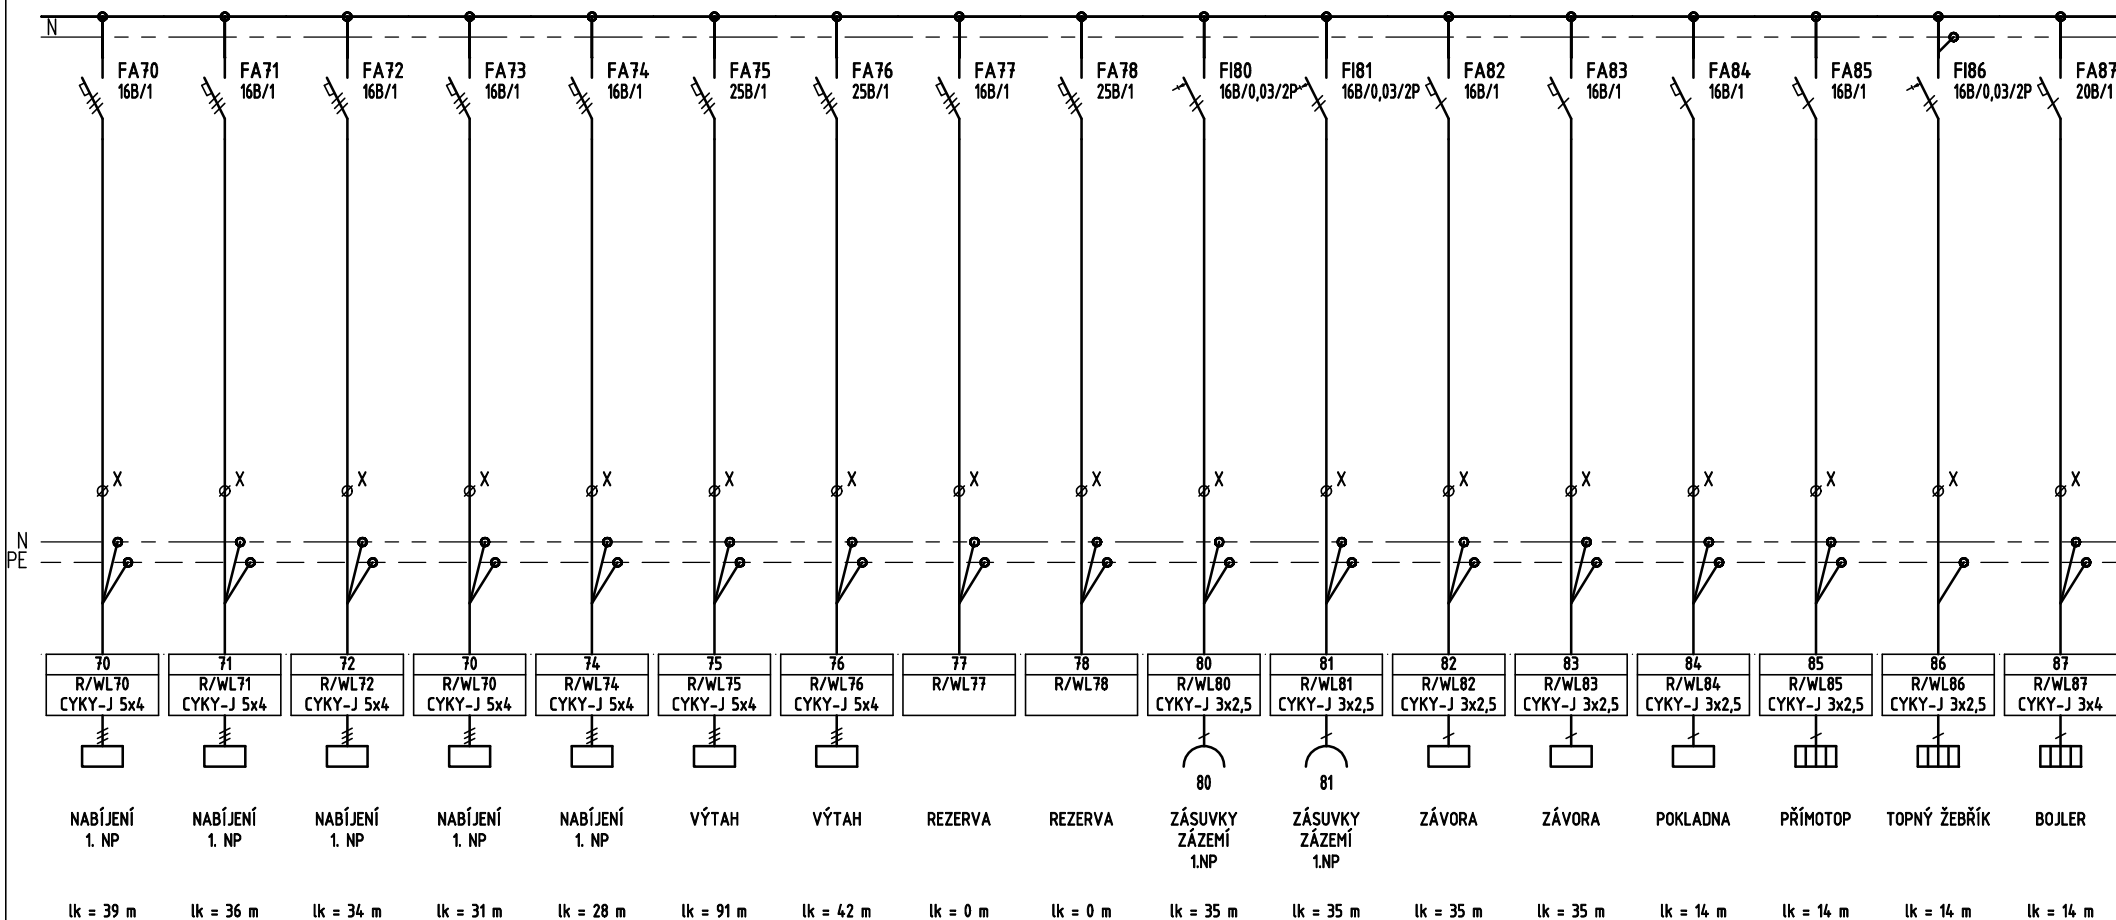 N
FA70
16B/1
FA71
16B/1
FA72
16B/1
FA73
16B/1
FA74
16B/1
FA75
25B/1
FA76
25B/1
FA77
16B/1
FA78
25B/1
FI80
16B/0,03/2P
FI81
16B/0,03/2P
FA82
16B/1
FA83
16B/1
FA84
16B/1
FA85
16B/1
FI86
16B/0,03/2P
FA87
20B/1
X X X X X X X X X X X X X X X X X
N
PE
70
R/WL70
CYKY-J 5x4
71
R/WL71
CYKY-J 5x4
72
R/WL72
CYKY-J 5x4
70
R/WL70
CYKY-J 5x4
74
R/WL74
CYKY-J 5x4
75
R/WL75
CYKY-J 5x4
76
R/WL76
CYKY-J 5x4
77
R/WL77
78
R/WL78
80
R/WL80
CYKY-J 3x2,5
81
R/WL81
CYKY-J 3x2,5
82
R/WL82
CYKY-J 3x2,5
83
R/WL83
CYKY-J 3x2,5
84
R/WL84
CYKY-J 3x2,5
85
R/WL85
CYKY-J 3x2,5
86
R/WL86
CYKY-J 3x2,5
87
R/WL87
CYKY-J 3x4
80
81
NABÍJENÍ
1. NP
NABÍJENÍ
1. NP
NABÍJENÍ
1. NP
NABÍJENÍ
1. NP
NABÍJENÍ
1. NP
VÝTAH
VÝTAH
REZERVA
REZERVA
ZÁSUVKY
ZÁZEMÍ
1.NP
ZÁSUVKY
ZÁZEMÍ
1.NP
ZÁVORA
ZÁVORA
POKLADNA
PŘÍMOTOP
TOPNÝ ŽEBŘÍK
BOJLER
lk = 39 m
lk = 36 m
lk = 34 m
lk = 31 m
lk = 28 m
lk = 91 m
lk = 42 m
lk = 0 m
lk = 0 m
lk = 35 m
lk = 35 m
lk = 35 m
lk = 35 m
lk = 14 m
lk = 14 m
lk = 14 m
lk = 14 m